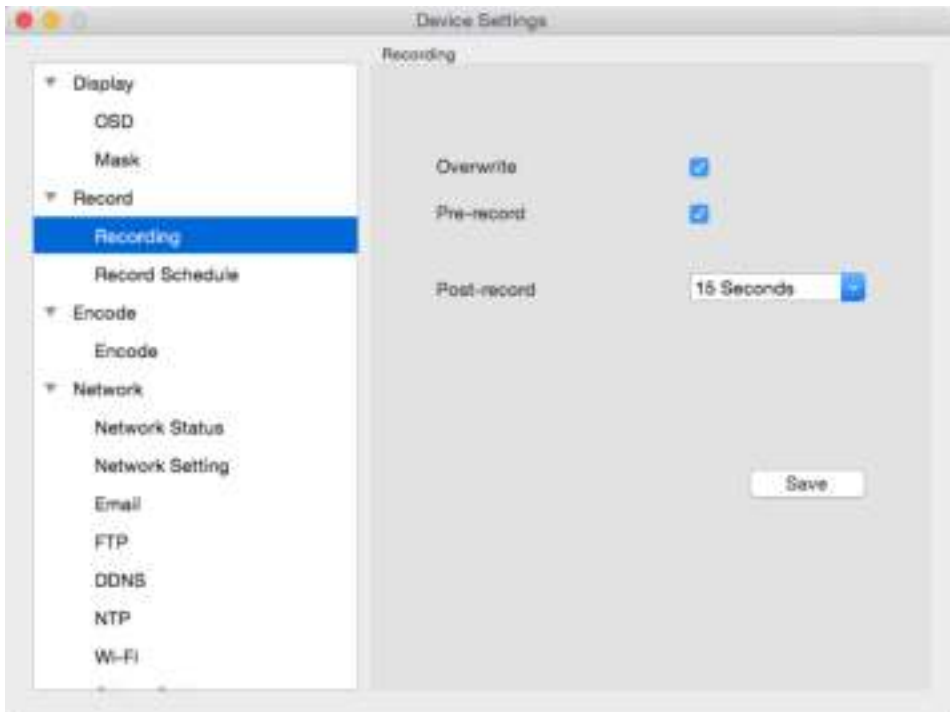 Device Settings
Recording
Display
OSD
Mask
Record
Recording
Record Schedule
Encode
Encode
Network
Network Status
Network Setting
Email
FTP
DDNS
NTP
Wi-Fi
Overwrite
Pre-record
Post-record
15 Seconds
Save